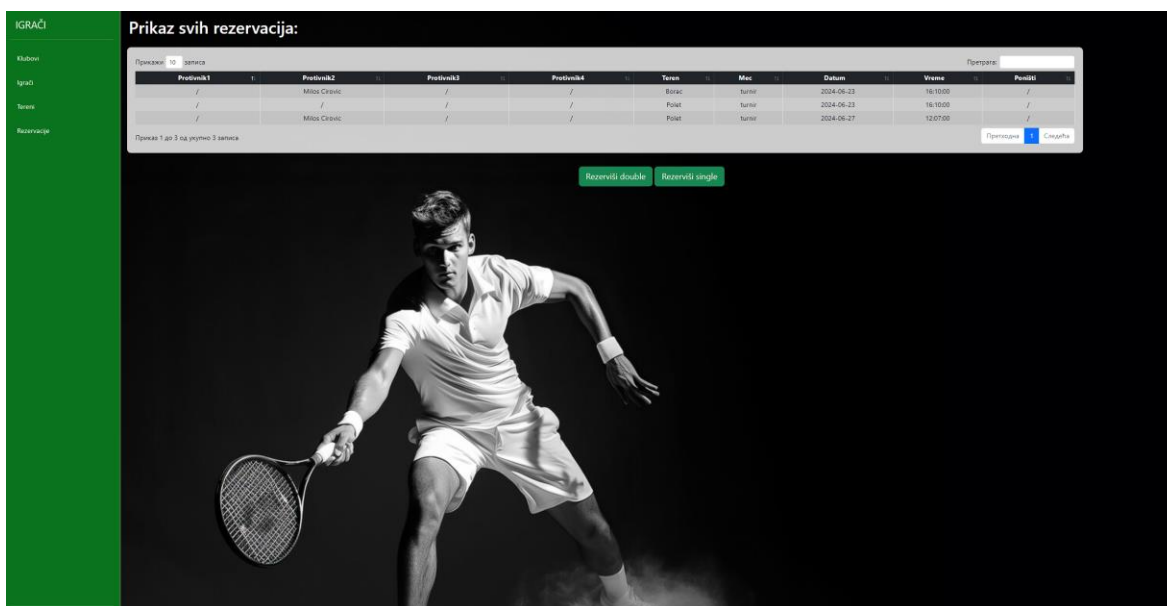 IGRAČI
Klubovi
Igrači
Tereni
Rezervacije
Prikaz svih rezervacija:
Прикажи 10 записа
Претрага:
Protivnik1 Protivnik2 Protivnik3 Protivnik4 Teren Mec Datum Vreme Poništi
/ Milos Cirovic / / Borac turnir 2024-06-23 16:10:00 /
/ / / / Polet turnir 2024-06-23 16:10:00 /
/ Milos Cirovic / / Polet turnir 2024-06-27 12:07:00 /
Приказ 1 до 3 од укупно 3 записа
Претходна 1 Следећа
Rezerviši double Rezerviši single